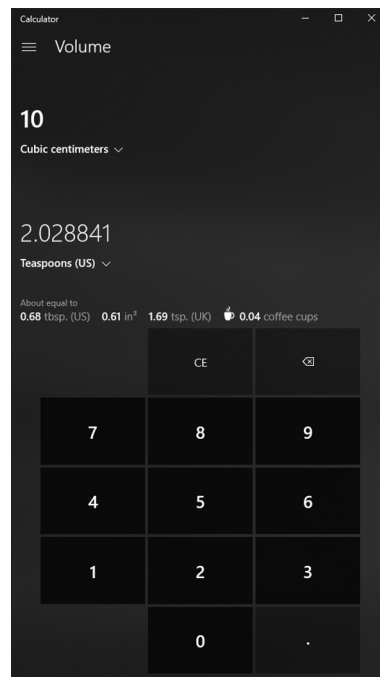 Calculator
Volume
10
Cubic centimeters
2.028841
Teaspoons (US)
About equal to
0.68 tbsp. (US) 0.61 in³ 1.69 tsp. (UK) 0.04 coffee cups
CE
7 8 9
4 5 6
1 2 3
0 .